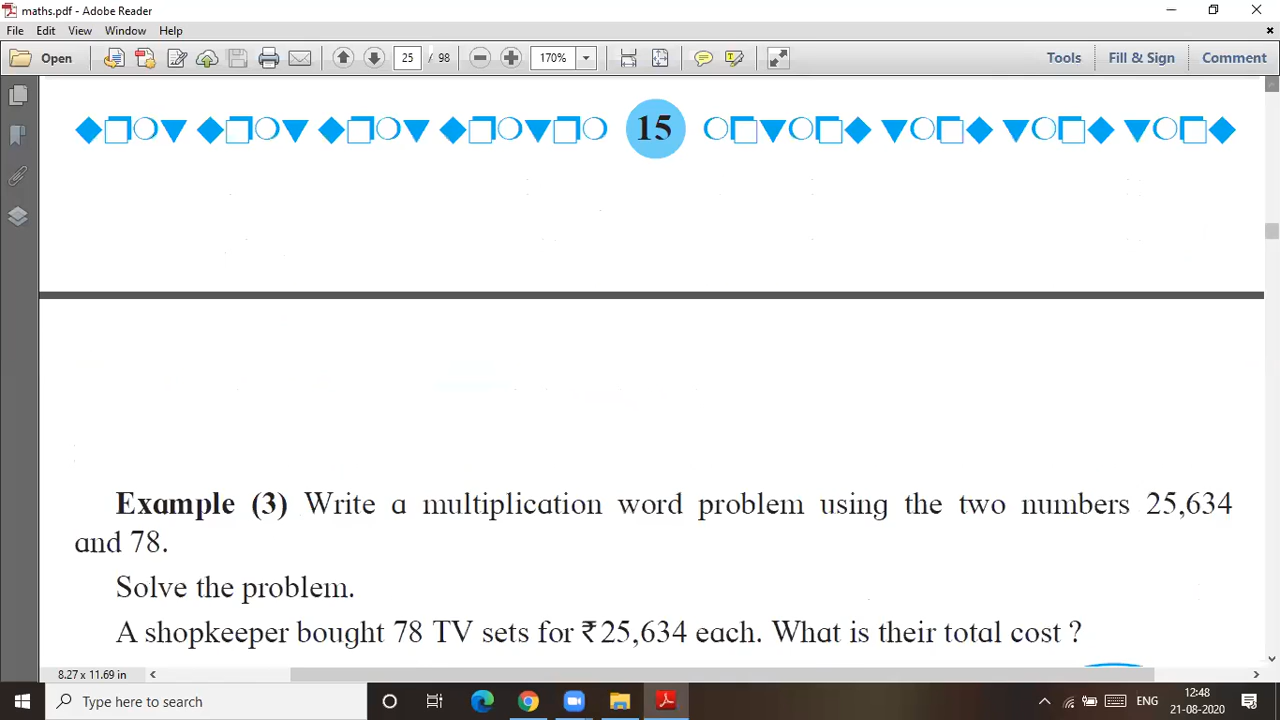 maths.pdf - Adobe Reader
File Edit View Window Help
Open 25 / 98 170% Tools Fill & Sign Comment
15
Example (3) Write a multiplication word problem using the two numbers 25,634
and 78.
Solve the problem.
A shopkeeper bought 78 TV sets for ₹25,634 each. What is their total cost ?
8.27 x 11.69 in
Type here to search
ENG
12:48
21-08-2020